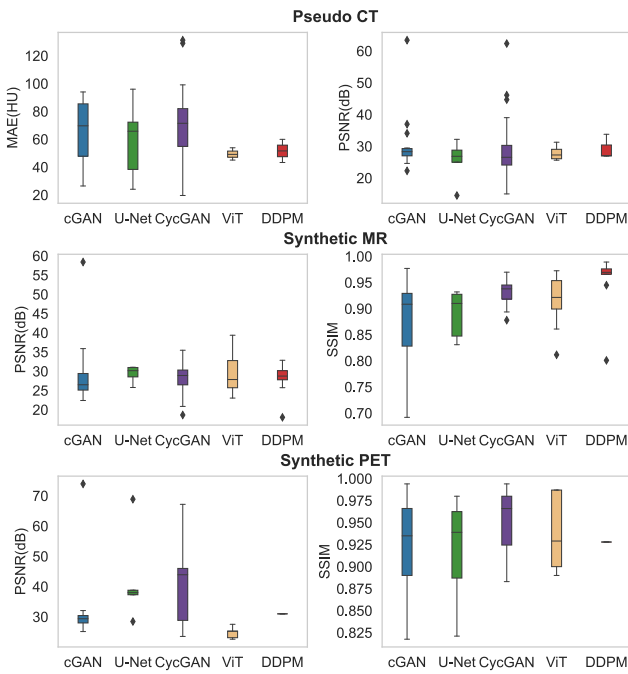 Pseudo CT
MAE(HU)
120
100
80
60
40
20
cGAN U-Net CycGAN ViT DDPM
PSNR(dB)
60
50
40
30
20
cGAN U-Net CycGAN ViT DDPM
Synthetic MR
PSNR(dB)
60
55
50
45
40
35
30
25
20
cGAN U-Net CycGAN ViT DDPM
SSIM
1.00
0.95
0.90
0.85
0.80
0.75
0.70
cGAN U-Net CycGAN ViT DDPM
Synthetic PET
PSNR(dB)
70
60
50
40
30
cGAN U-Net CycGAN ViT DDPM
SSIM
1.000
0.975
0.950
0.925
0.900
0.875
0.850
0.825
cGAN U-Net CycGAN ViT DDPM